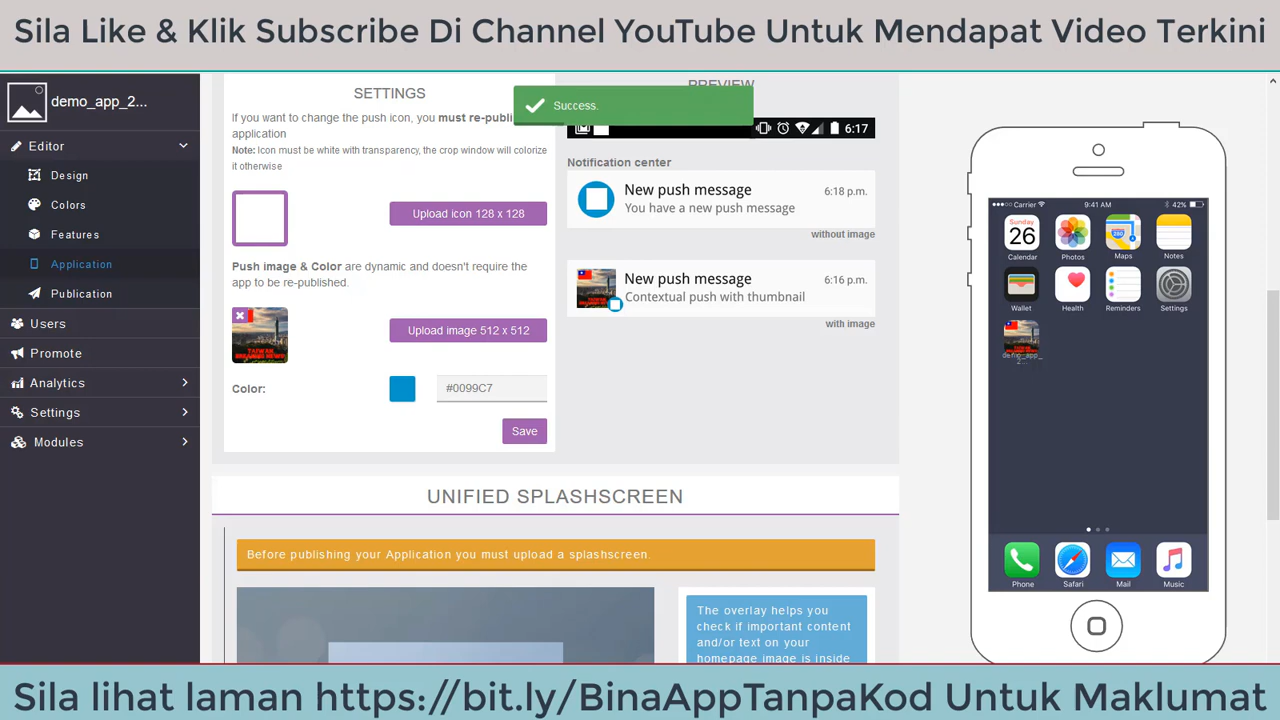 Sila Like & Klik Subscribe Di Channel YouTube Untuk Mendapat Video Terkini
demo_app_2...
Editor
Design
Colors
Features
Application
Publication
Users
Promote
Analytics
Settings
Modules
SETTINGS
If you want to change the push icon, you must re-publi
application
Note: Icon must be white with transparency, the crop window will colorize
it otherwise
Upload icon 128 x 128
Push image & Color are dynamic and doesn't require the
app to be re-published.
Upload image 512 x 512
Color:
#0099C7
Save
PREVIEW
Success.
6:17
Notification center
New push message
6:18 p.m.
You have a new push message
without image
New push message
6:16 p.m.
Contextual push with thumbnail
with image
UNIFIED SPLASHSCREEN
Before publishing your Application you must upload a splashscreen.
The overlay helps you
check if important content
and/or text on your
homepage image is inside
Carrier
9:41 AM
42%
Sunday
26
280
Calendar
Photos
Maps
Notes
Wallet
Health
Reminders
Settings
demo_app_
2...
Phone
Safari
Mail
Music
Sila lihat laman https://bit.ly/BinaAppTanpaKod Untuk Maklumat